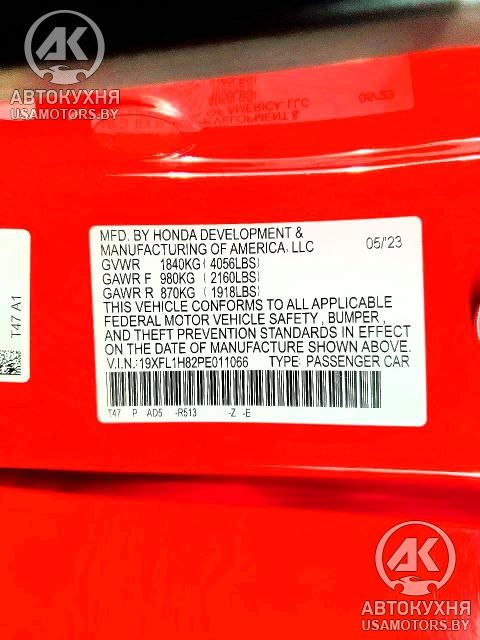 AK
АВТОКУХНЯ
USAMOTORS.BY
MFD. BY HONDA DEVELOPMENT &
MANUFACTURING OF AMERICA, LLC 05/'23
GVWR 1840KG ( 4056LBS)
GAWR F 980KG ( 2160LBS)
GAWR R 870KG ( 1918LBS)
THIS VEHICLE CONFORMS TO ALL APPLICABLE
FEDERAL MOTOR VEHICLE SAFETY , BUMPER ,
AND THEFT PREVENTION STANDARDS IN EFFECT
ON THE DATE OF MANUFACTURE SHOWN ABOVE.
V.I.N.: 19XFL1H82PE011066 TYPE: PASSENGER CAR
T47 P AD5 -R513 -Z -E
T47 A1
AK
АВТОКУХНЯ
USAMOTORS.BY